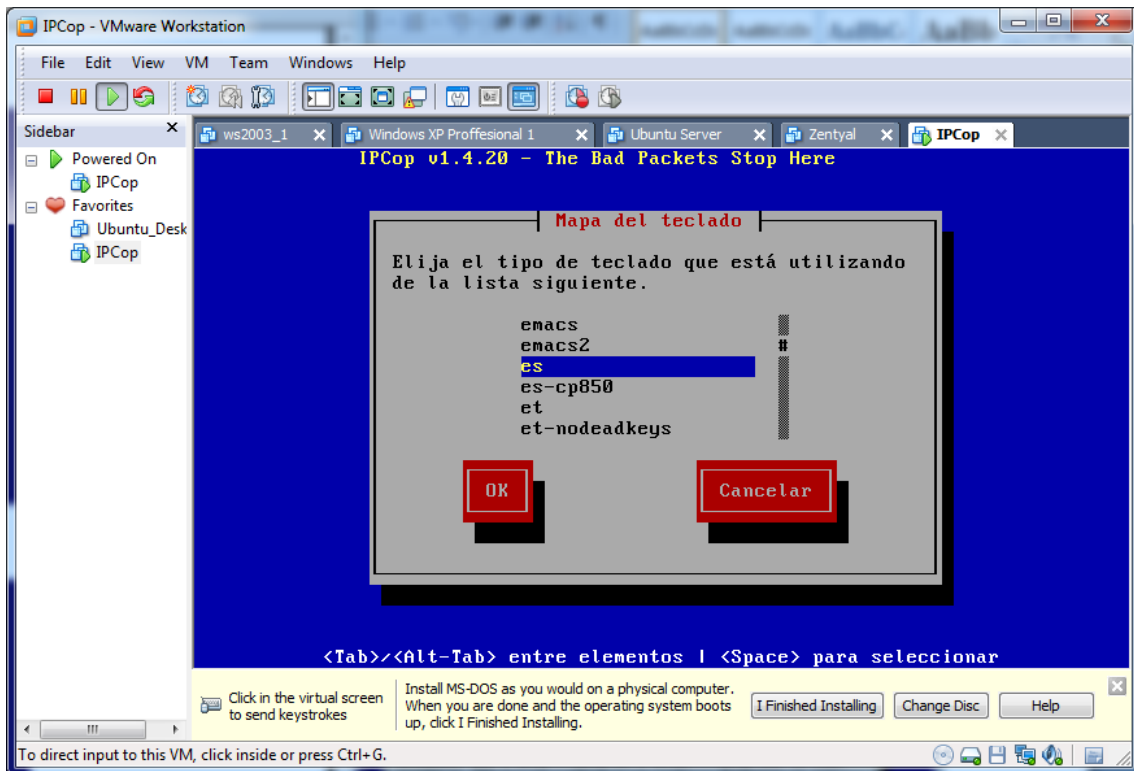 IPCop - VMware Workstation
File Edit View VM Team Windows Help
Sidebar
Powered On
IPCop
Favorites
Ubuntu_Desk
IPCop
ws2003_1 Windows XP Proffesional 1 Ubuntu Server Zentyal IPCop
IPCop v1.4.20 - The Bad Packets Stop Here
Mapa del teclado
Elija el tipo de teclado que está utilizando
de la lista siguiente.
emacs
emacs2 #
es
es-cp850
et
et-nodeadkeys
OK Cancelar
<Tab>/<Alt-Tab> entre elementos | <Space> para seleccionar
Click in the virtual screen
to send keystrokes
Install MS-DOS as you would on a physical computer.
When you are done and the operating system boots
up, click I Finished Installing.
I Finished Installing Change Disc Help
To direct input to this VM, click inside or press Ctrl+G.